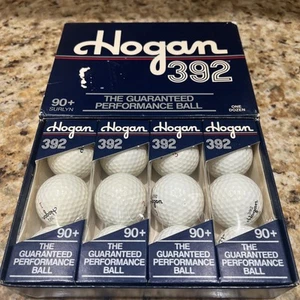 Hogan
392
90+
SURLYN
THE GUARANTEED
PERFORMANCE BALL
ONE
DOZEN
Hogan
392
Hogan
392
Hogan
392
Hogan
392
90+
THE
GUARANTEED
PERFORMANCE
BALL
90+
THE
GUARANTEED
PERFORMANCE
BALL
90+
THE
GUARANTEED
PERFORMANCE
BALL
90+
THE
GUARANTEED
PERFORMANCE
BALL